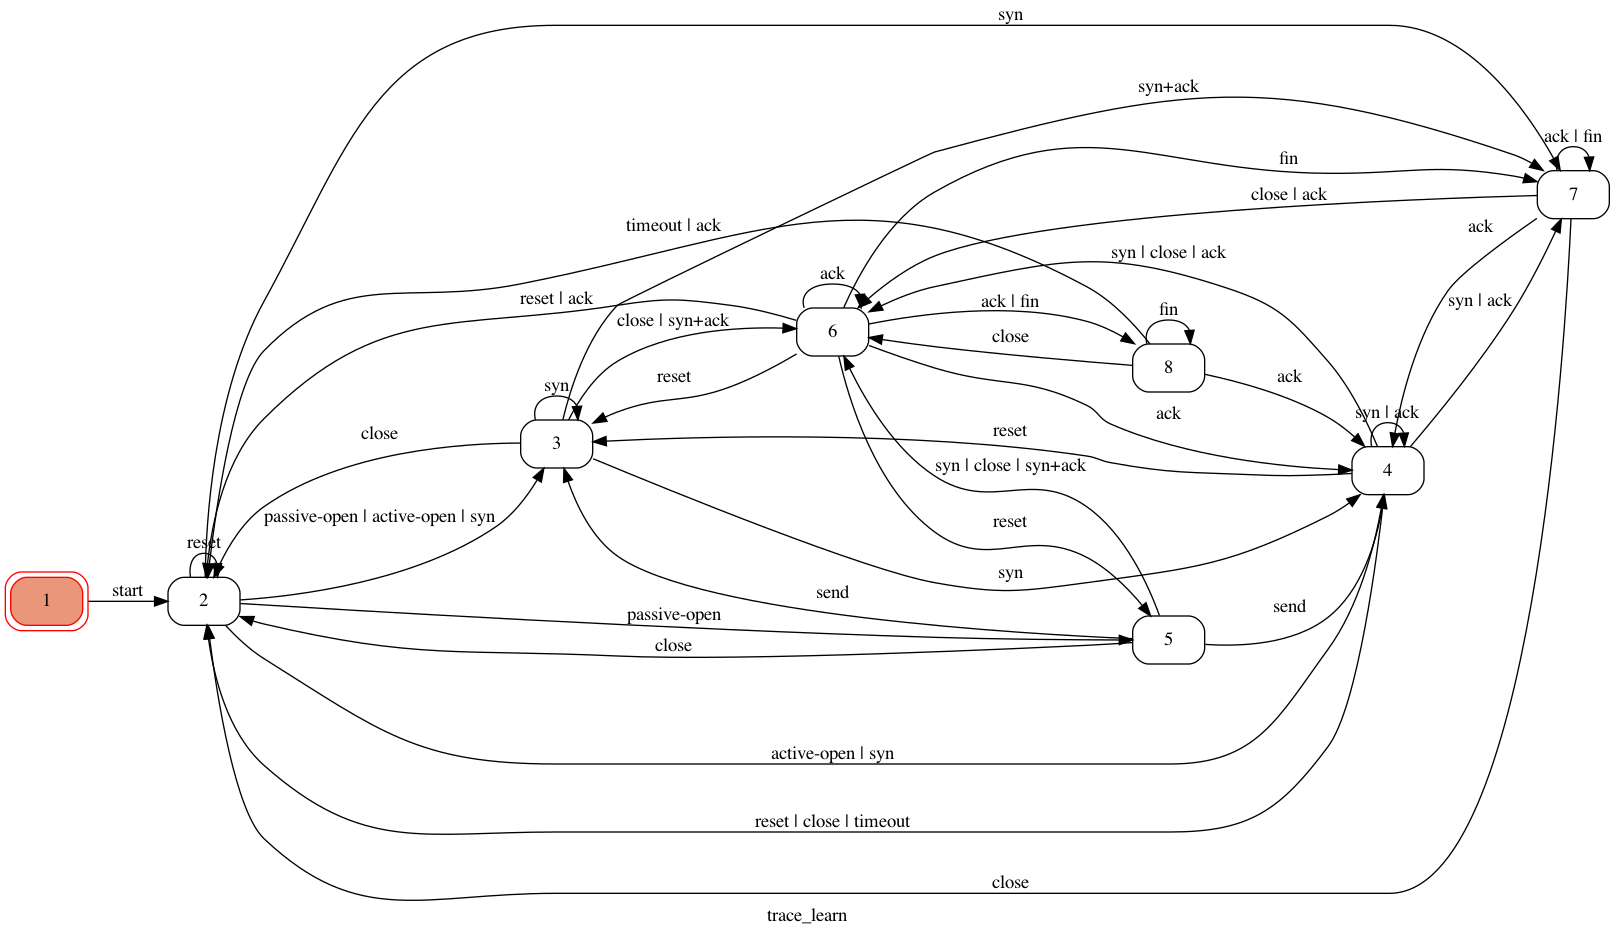 syn
syn+ack
ack | fin
fin
7
close | ack
timeout | ack
ack
syn | close | ack
ack
reset | ack
ack | fin
syn | ack
fin
close | syn+ack
6
close
8
reset
ack
syn
ack
syn | ack
close
reset
3
syn | close | synack
4
passive-open | active-open | syn
reset
reset
syn
start
send
1
2
send
passive-open
5
close
active-open | syn
reset | close | timeout
close
trace_learn